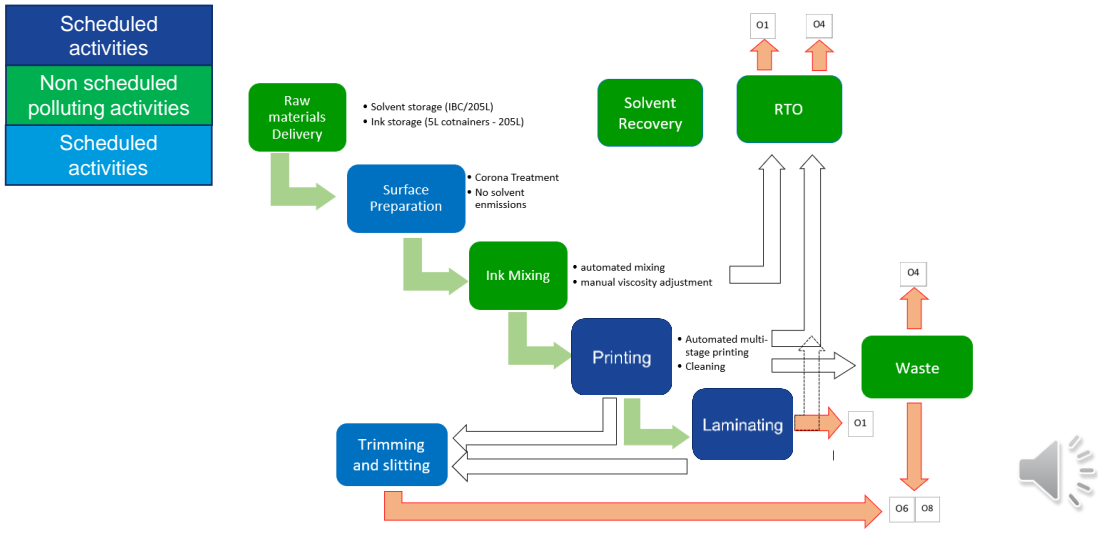 Scheduled
activities
Non scheduled
polluting activities
Scheduled
activities
Raw
materials
Delivery
• Solvent storage (IBC/205L)
• Ink storage (5L cotnainers - 205L)
Solvent
Recovery
RTO
O1
O4
Surface
Preparation
• Corona Treatment
• No solvent
enmissions
Ink Mixing
• automated mixing
• manual viscosity adjustment
Printing
• Automated multi-
stage printing
• Cleaning
O4
Waste
Laminating
O1
Trimming
and slitting
O6
O8